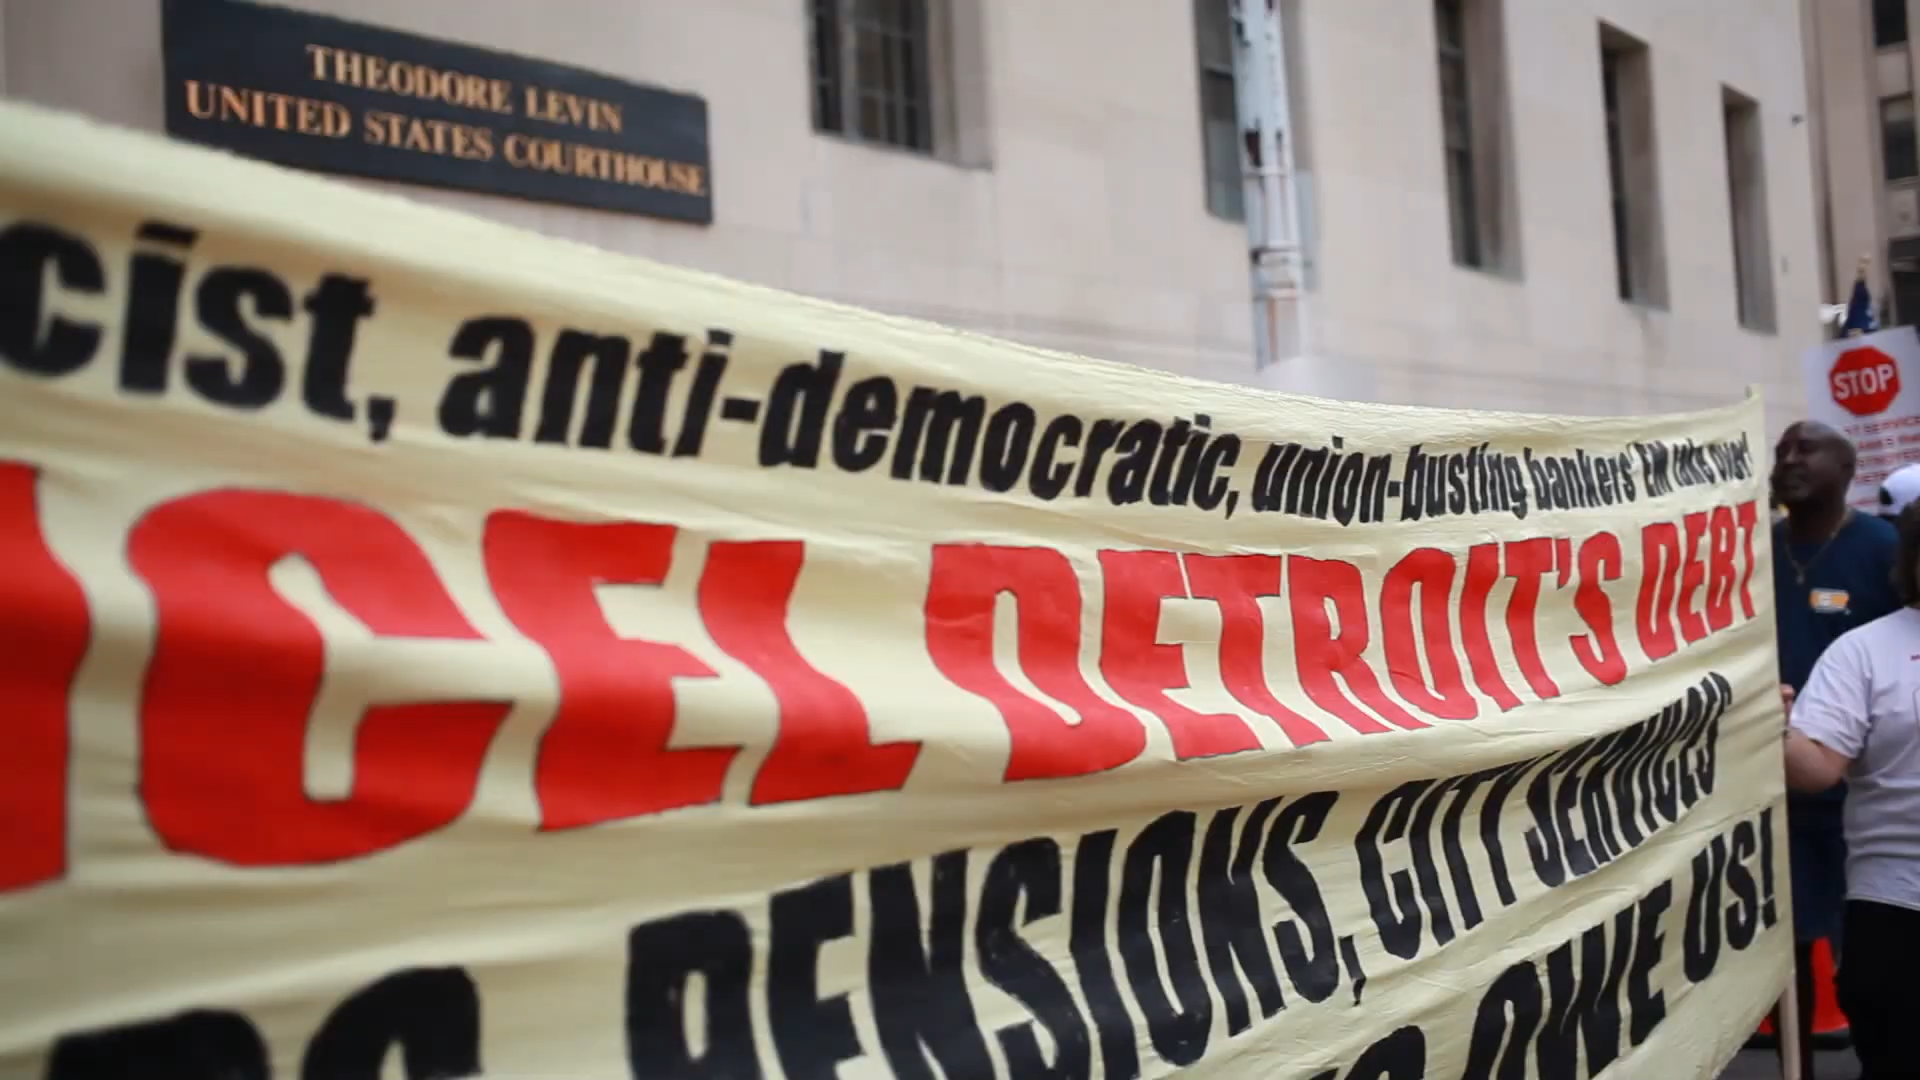 THEODORE LEVIN
UNITED STATES COURTHOUSE
cist, anti-democratic, union-busting bankers' EM take over!
CEL DETROIT'S DEBT
PENSIONS, CITY SERVICES
OWE US!
STOP